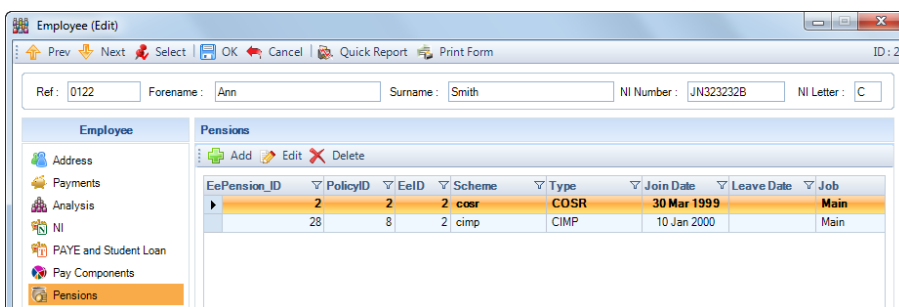 Employee (Edit)
Prev Next Select OK Cancel Quick Report Print Form ID : 2
Ref : 0122 Forename : Ann Surname : Smith NI Number : JN323232B NI Letter : C
Employee
Pensions
Address
Payments
Analysis
NI
PAYE and Student Loan
Pay Components
Pensions
Add Edit Delete
EePension_ID PolicyID EeID Scheme Type Join Date Leave Date Job
2 2 2 cosr COSR 30 Mar 1999 Main
28 8 2 cimp CIMP 10 Jan 2000 Main